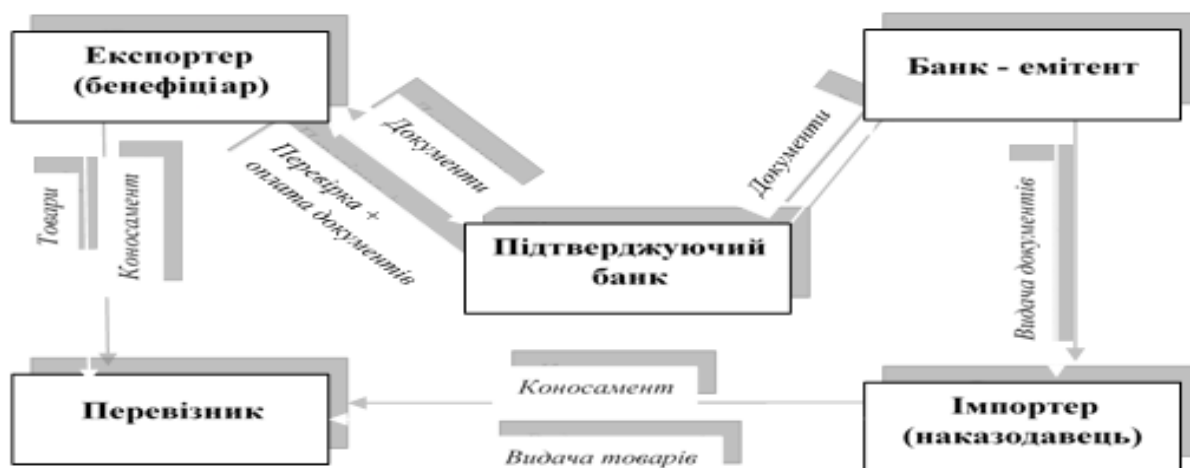 Експортер
(бенефіціар)
Банк - емітент
Документи
Перевірка +
оплата документів
Документи
Товари
Коносамент
Підтверджуючий
банк
Видача документів
Перевізник
Коносамент
Видача товарів
Імпортер
(наказодавець)